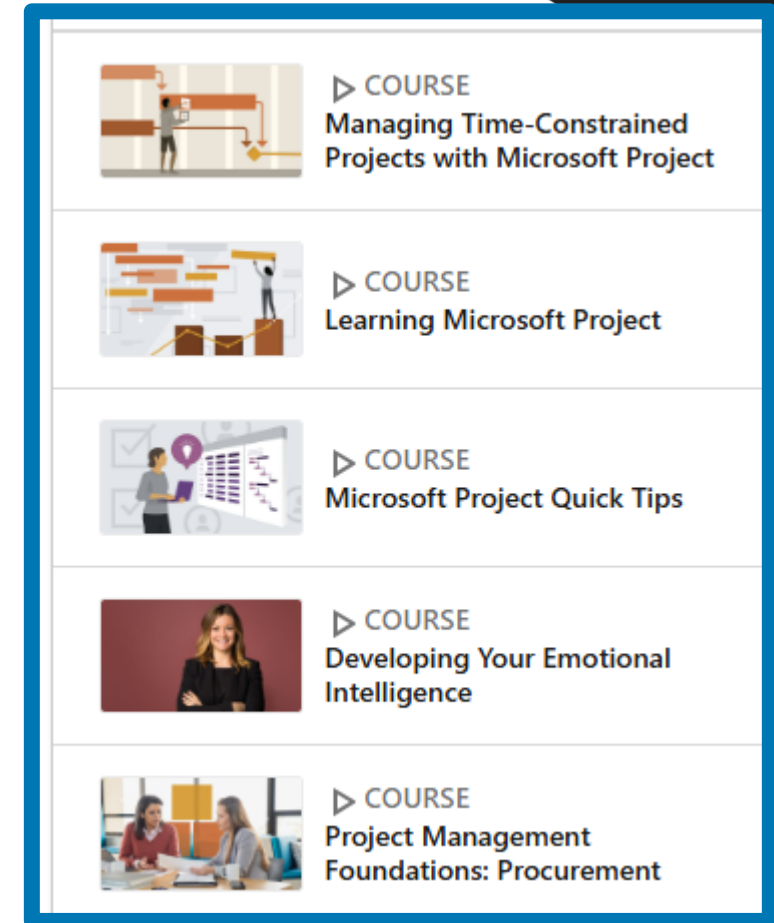 COURSE
Managing Time-Constrained
Projects with Microsoft Project
COURSE
Learning Microsoft Project
COURSE
Microsoft Project Quick Tips
COURSE
Developing Your Emotional
Intelligence
COURSE
Project Management
Foundations: Procurement